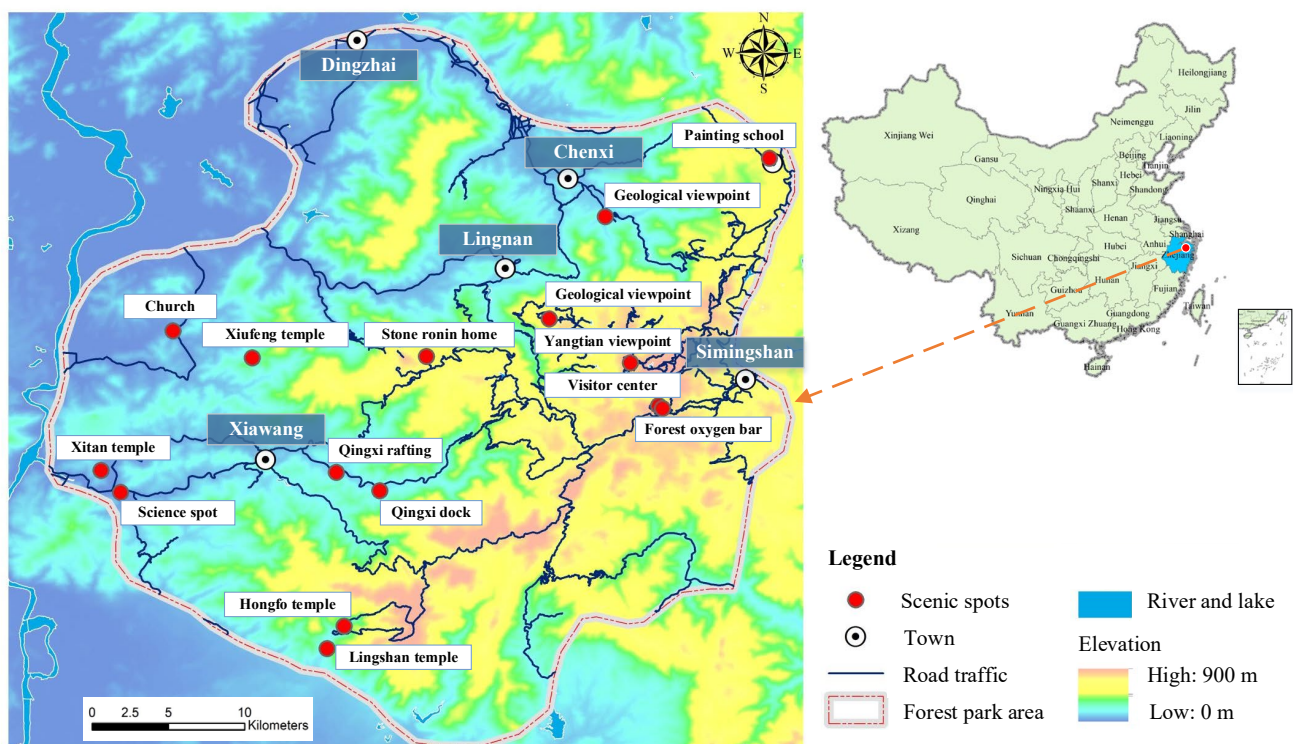 N
W
E
S
Dingzhai
Painting school
Chenxi
Geological viewpoint
Lingnan
Geological viewpoint
Church
Xiufeng temple
Stone ronin home
Yangtian viewpoint
Simingshan
Visitor center
Forest oxygen bar
Xiawang
Xitan temple
Qingxi rafting
Science spot
Qingxi dock
Hongfo temple
Lingshan temple
0 2.5 5 10
Kilometers
Heilongjiang
Jilin
Xinjiang Wei
Neimenggu
Liaoning
Gansu
Beijing
Tianjin
Hebei
Ningxia Hui
Shanxi
Shandong
Qinghai
Shaanxi
Henan
Jiangsu
Xizang
Shanghai
Anhui
Hubei
Sichuan
Chongqingshi
Zhejiang
Jiangxi
Hunan
Guizhou
Fujian
Yunnan
Taiwan
Guangdong
Guangxi Zhuang
Hong Kong
Hainan
Legend
Scenic spots
River and lake
Town
Elevation
Road traffic
High: 900 m
Forest park area
Low: 0 m